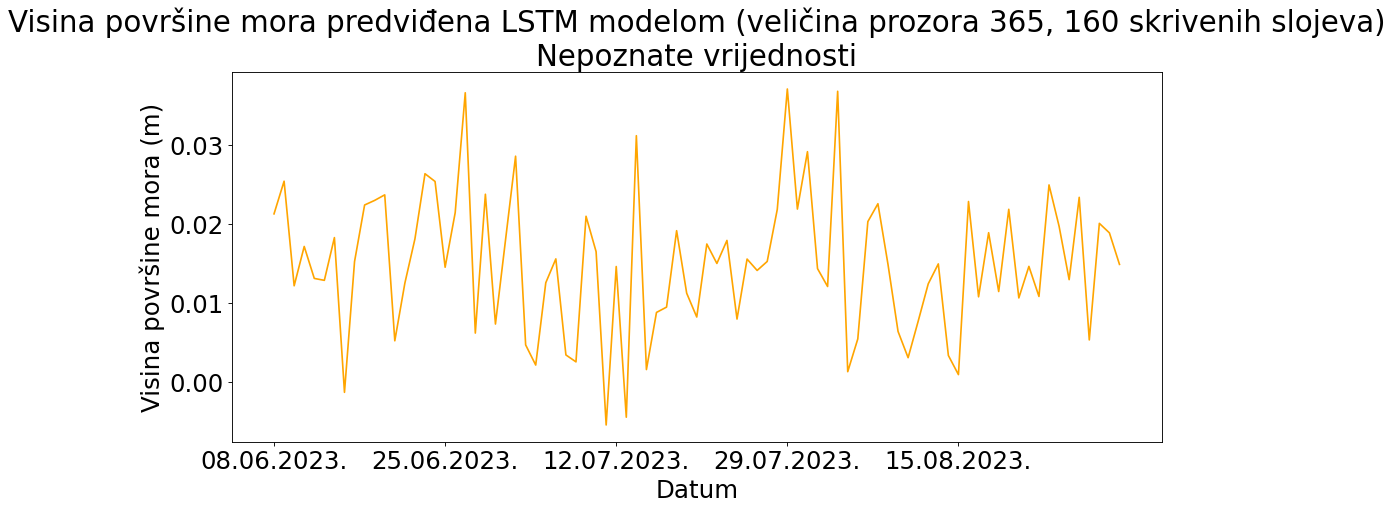 Visina površine mora predviđena LSTM modelom (veličina prozora 365, 160 skrivenih slojeva)
Nepoznate vrijednosti
Visina površine mora (m)
0.03
0.02
0.01
0.00
08.06.2023. 25.06.2023. 12.07.2023. 29.07.2023. 15.08.2023.
Datum